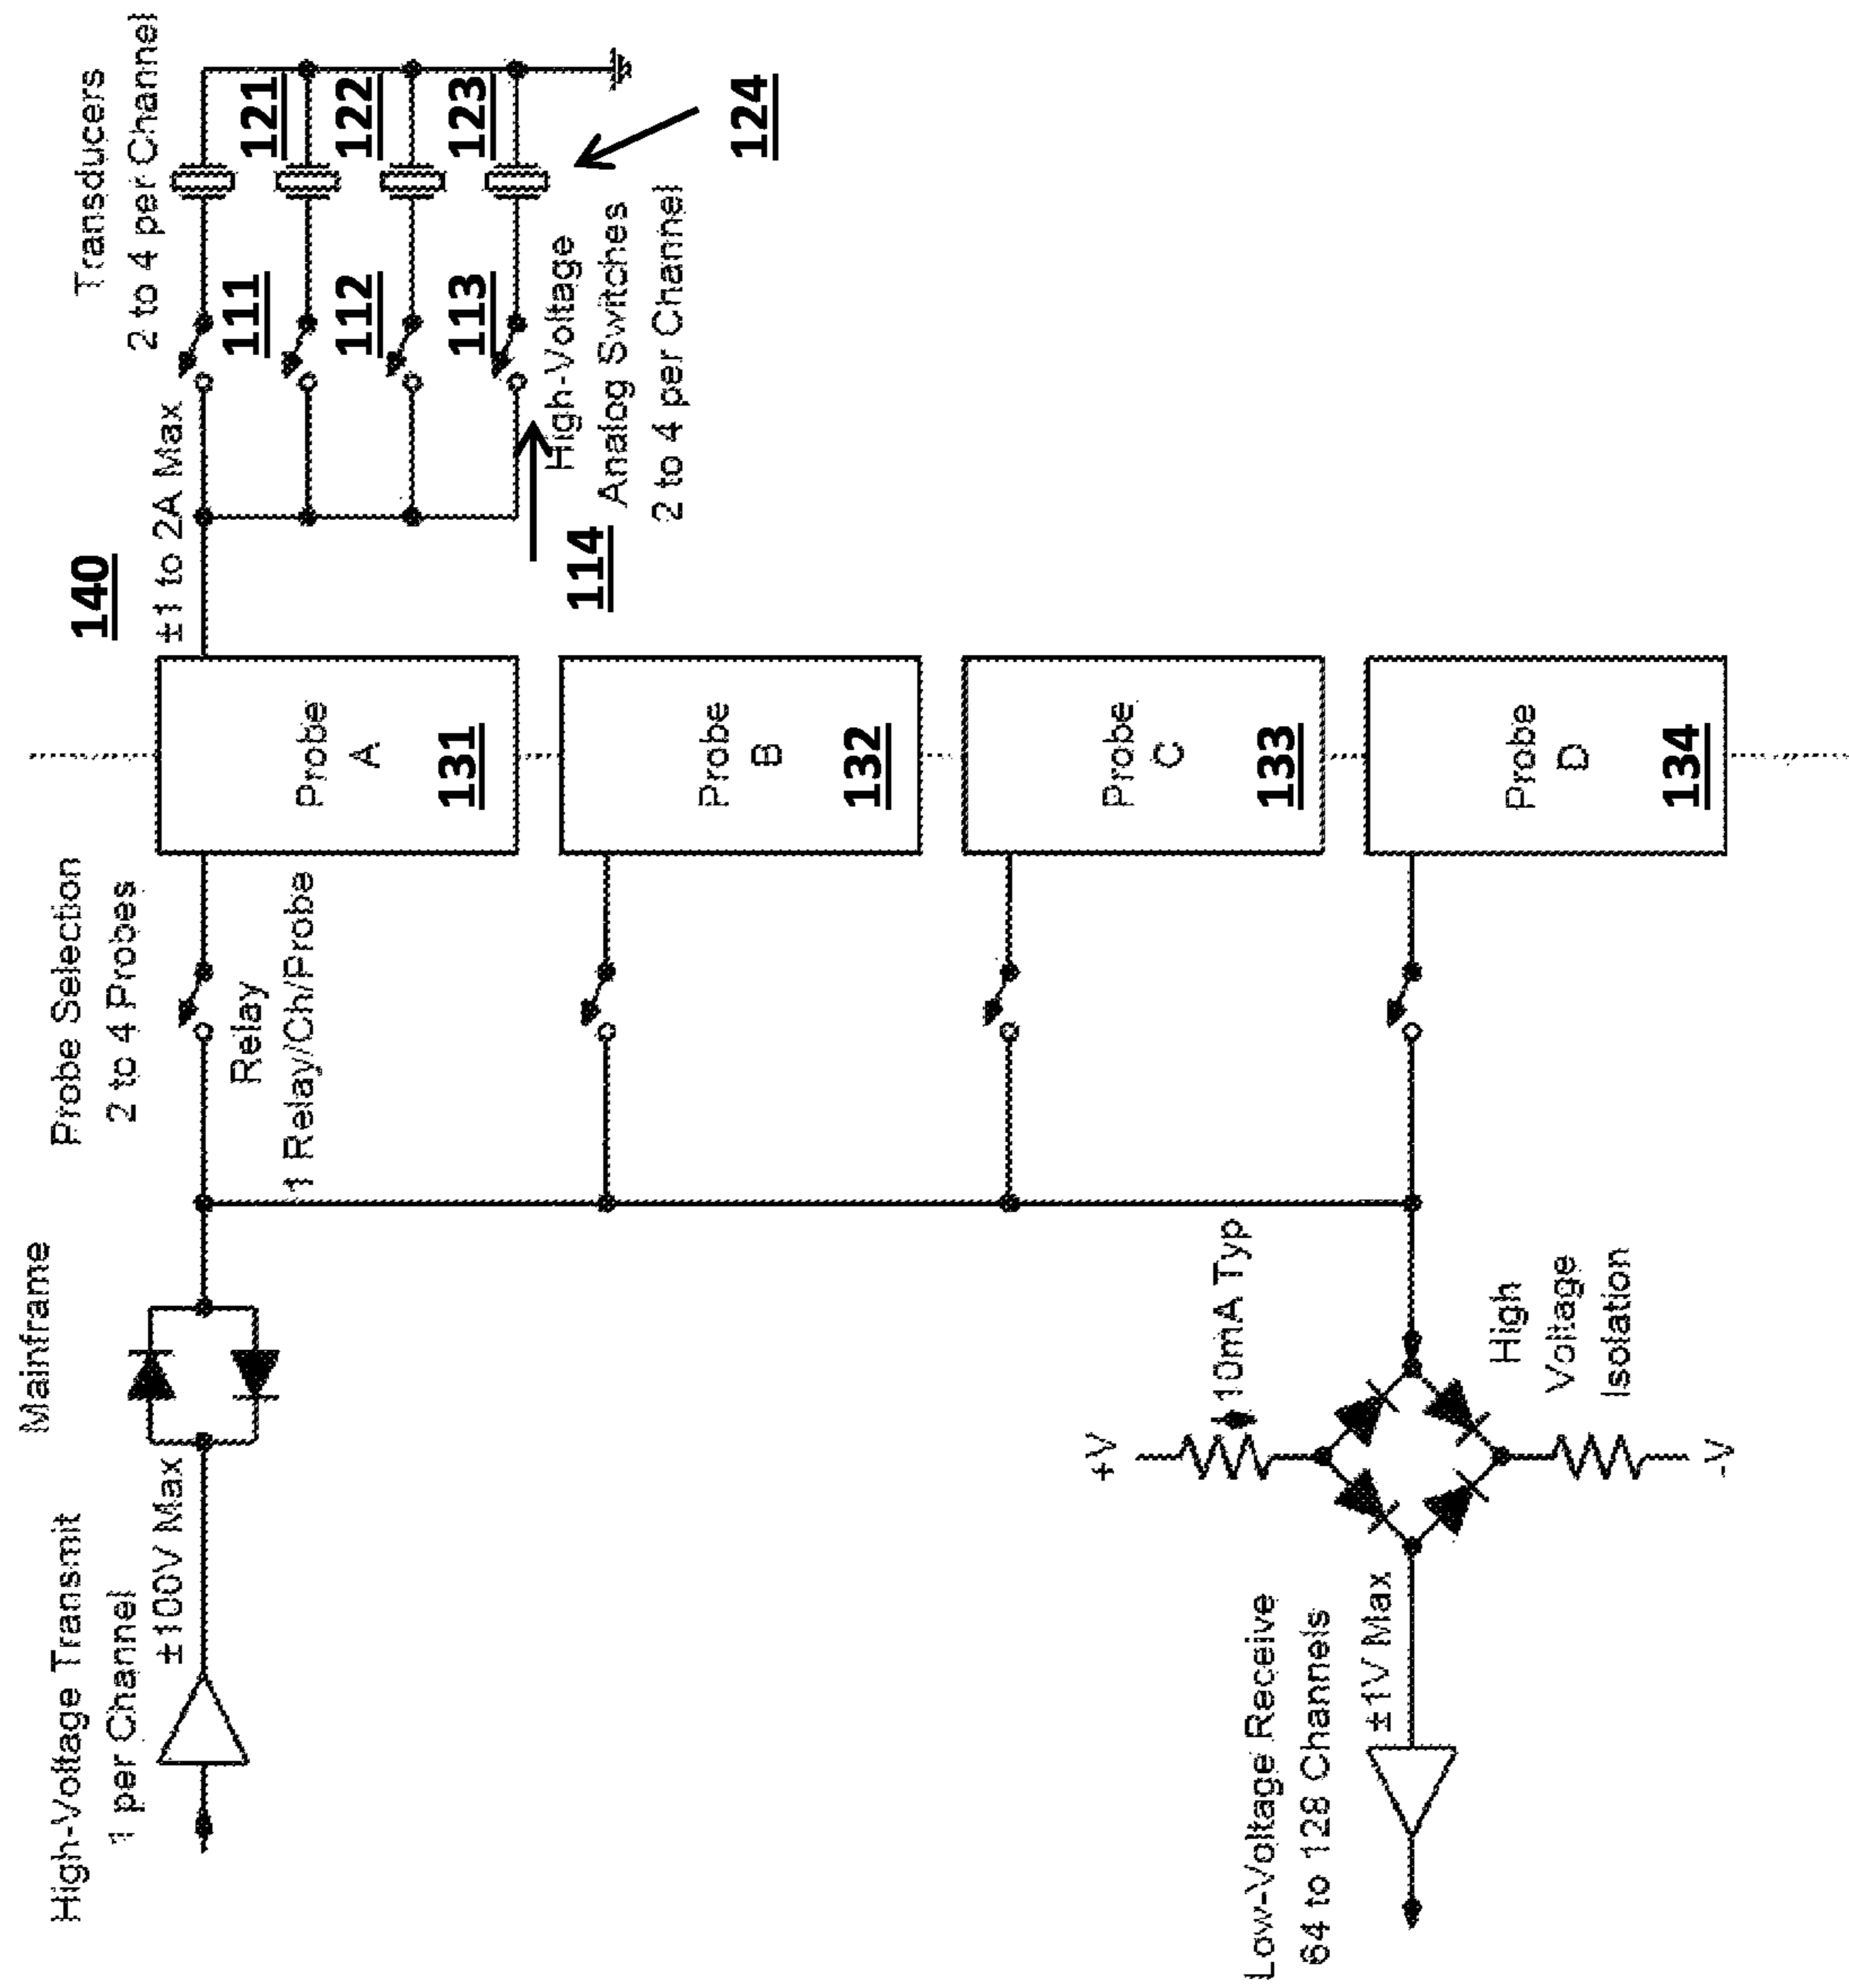 High-Voltage Transmit
1 per Channel
±100V Max
Mainframe
Probe Selection
2 to 4 Probes
Relay
1 Relay/Ch/Probe
140
±1 to 2A Max
Transducers
2 to 4 per Channel
111
121
112
122
113
123
High-Voltage
Analog Switches
2 to 4 per Channel
114
124
Probe
A
131
Probe
B
132
Probe
C
133
Probe
D
134
+V
10mA Typ
High
Voltage
Isolation
-V
Low-Voltage Receive
64 to 128 Channels
±1V Max